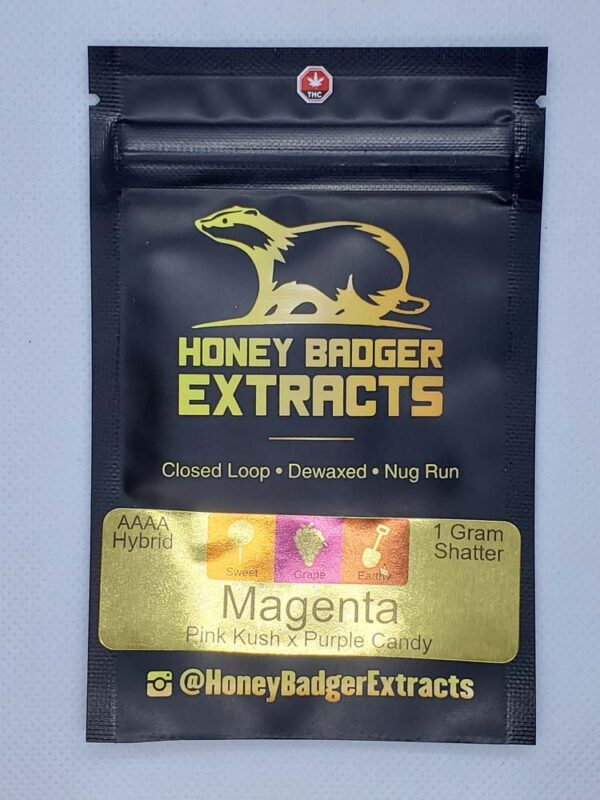 THC
HONEY BADGER
EXTRACTS
Closed Loop • Dewaxed • Nug Run
AAAA
Hybrid
Sweet
Grape
Earthy
1 Gram
Shatter
Magenta
Pink Kush x Purple Candy
@HoneyBadgerExtracts